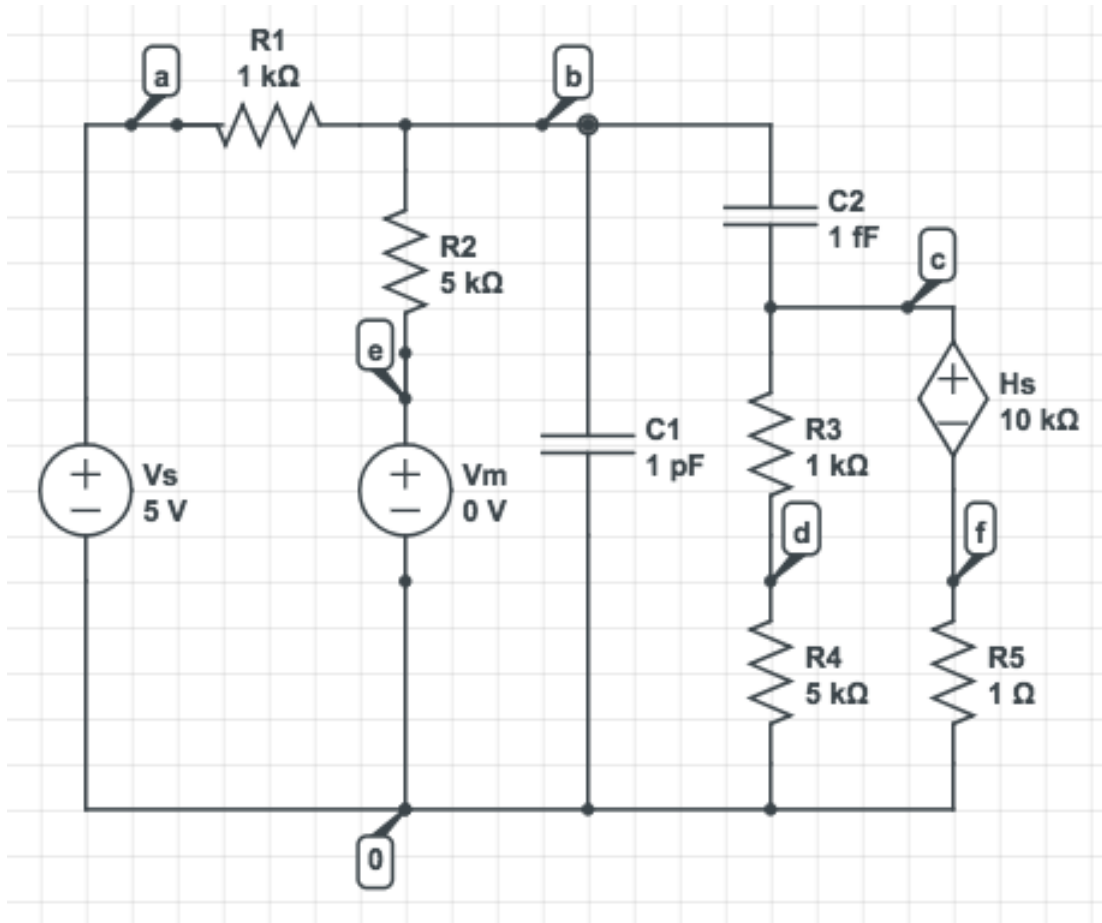 R1
1 kΩ
a
b
C2
1 fF
R2
5 kΩ
c
e
Hs
10 kΩ
R3
1 kΩ
C1
1 pF
Vs
5 V
Vm
0 V
d
f
R4
5 kΩ
R5
1 Ω
0